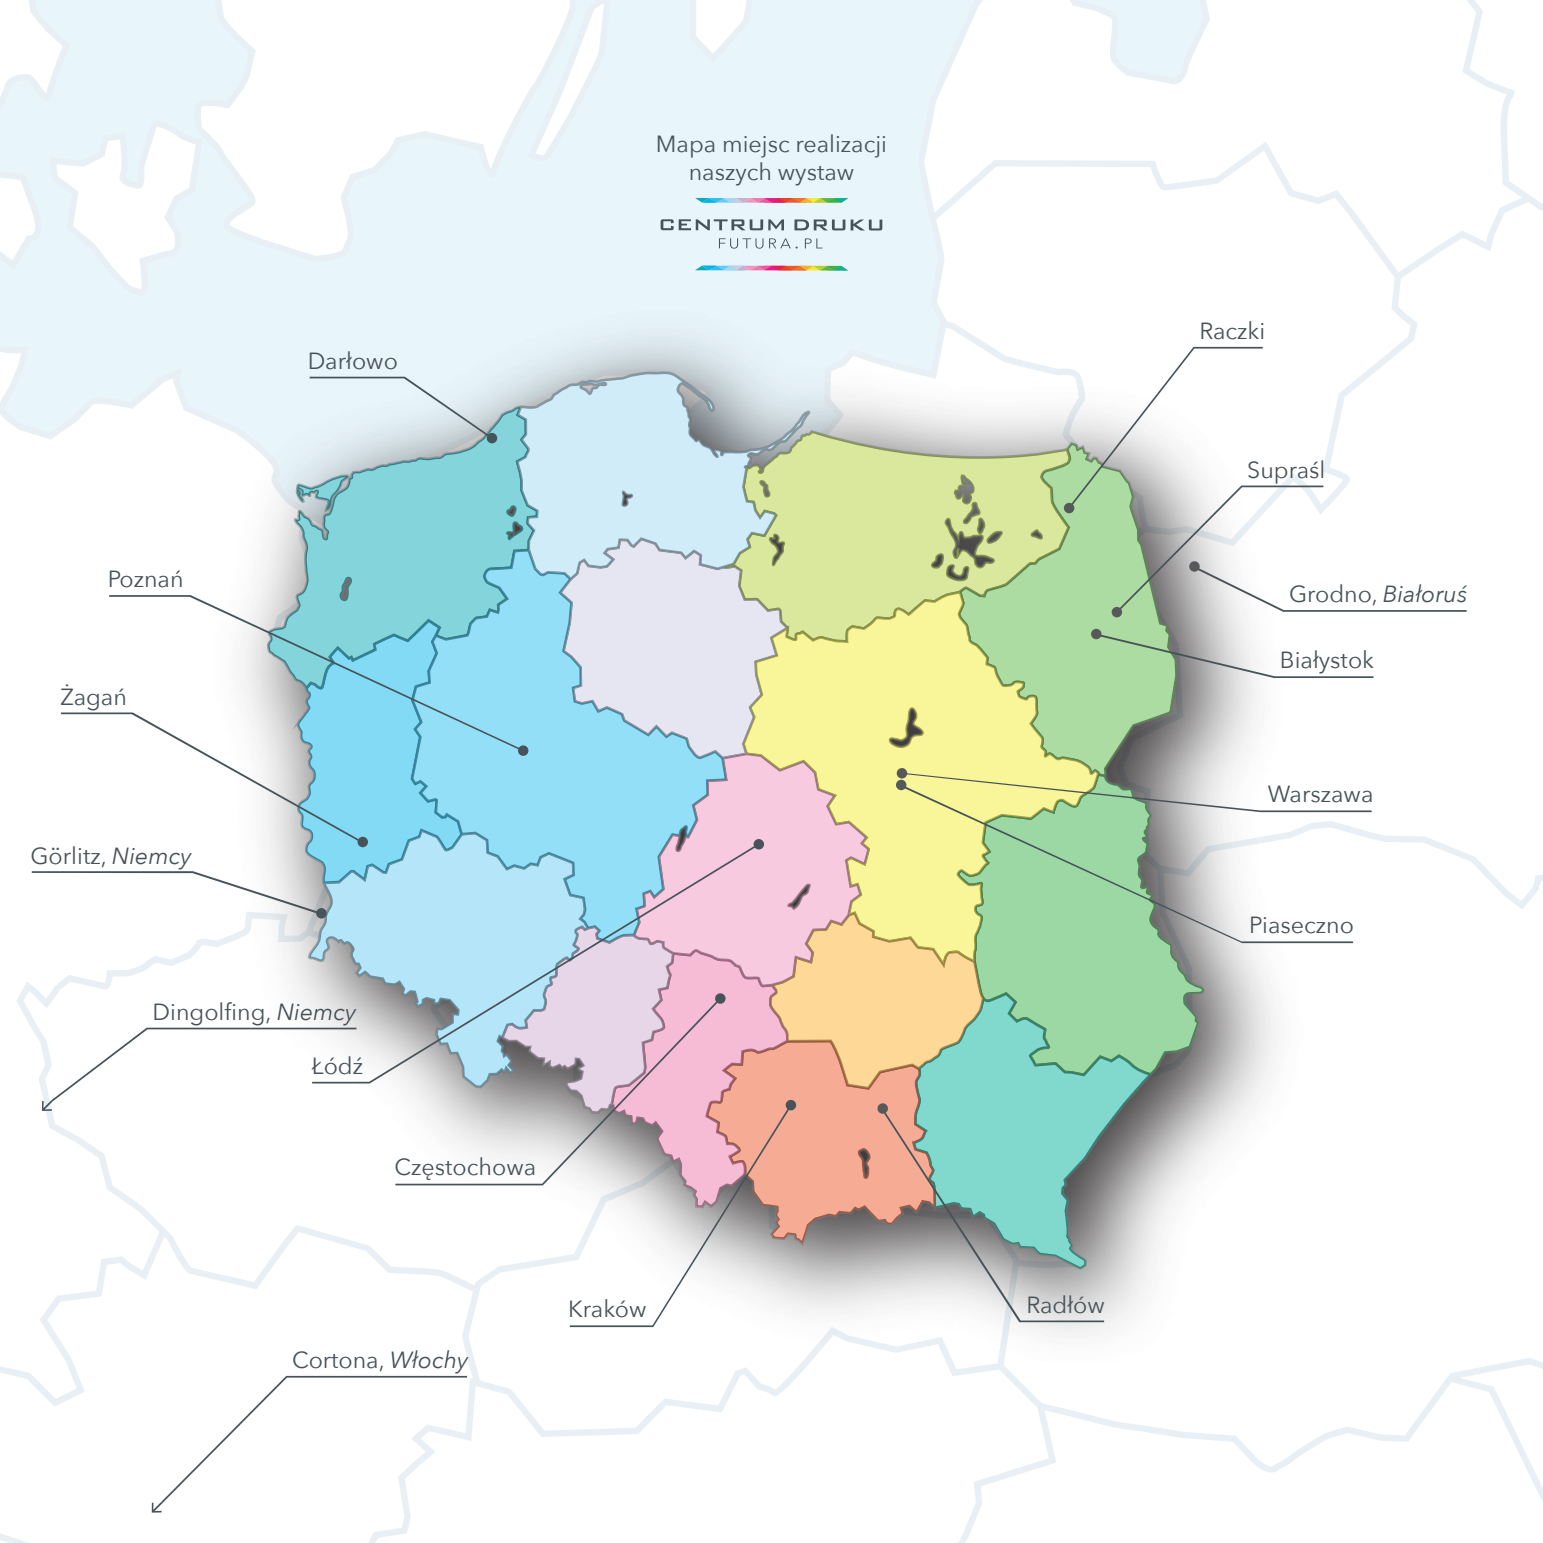 Mapa miejsc realizacji
naszych wystaw
CENTRUM DRUKU
FUTURA.PL
Raczki
Darłowo
Supraśl
Poznań
Grodno, Białoruś
Białystok
Żagań
Warszawa
Görlitz, Niemcy
Piaseczno
Dingolfing, Niemcy
Łódź
Częstochowa
Kraków
Radłów
Cortona, Włochy